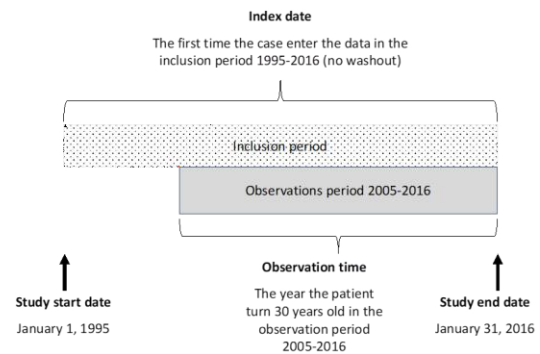 Index date
The first time the case enter the data in the
inclusion period 1995-2016 (no washout)
Inclusion period
Observations period 2005-2016
Observation time
The year the patient
turn 30 years old in the
observation period
2005-2016
Study start date
January 1, 1995
Study end date
January 31, 2016